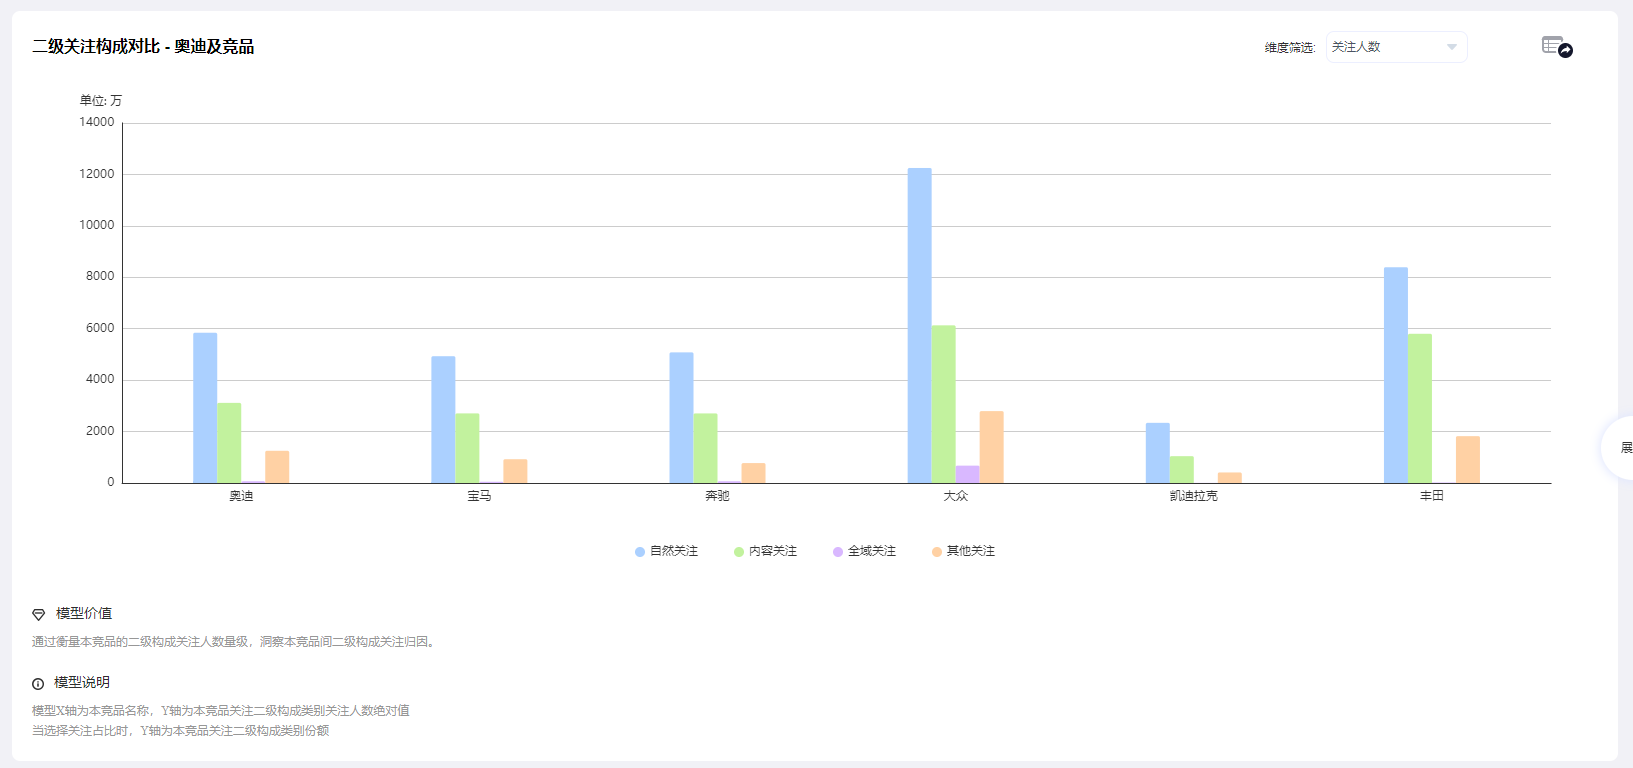 二级关注构成对比 - 奥迪及竞品
维度筛选: 关注人数
单位: 万
14000
12000
10000
8000
6000
4000
2000
0
奥迪 宝马 奔驰 大众 凯迪拉克 丰田
自然关注 内容关注 全域关注 其他关注
展
模型价值
通过衡量本竞品的二级构成关注人数量级，洞察本竞品间二级构成关注归因。
模型说明
模型X轴为本竞品名称，Y轴为本竞品关注二级构成类别关注人数绝对值
当选择关注占比时，Y轴为本竞品关注二级构成类别份额